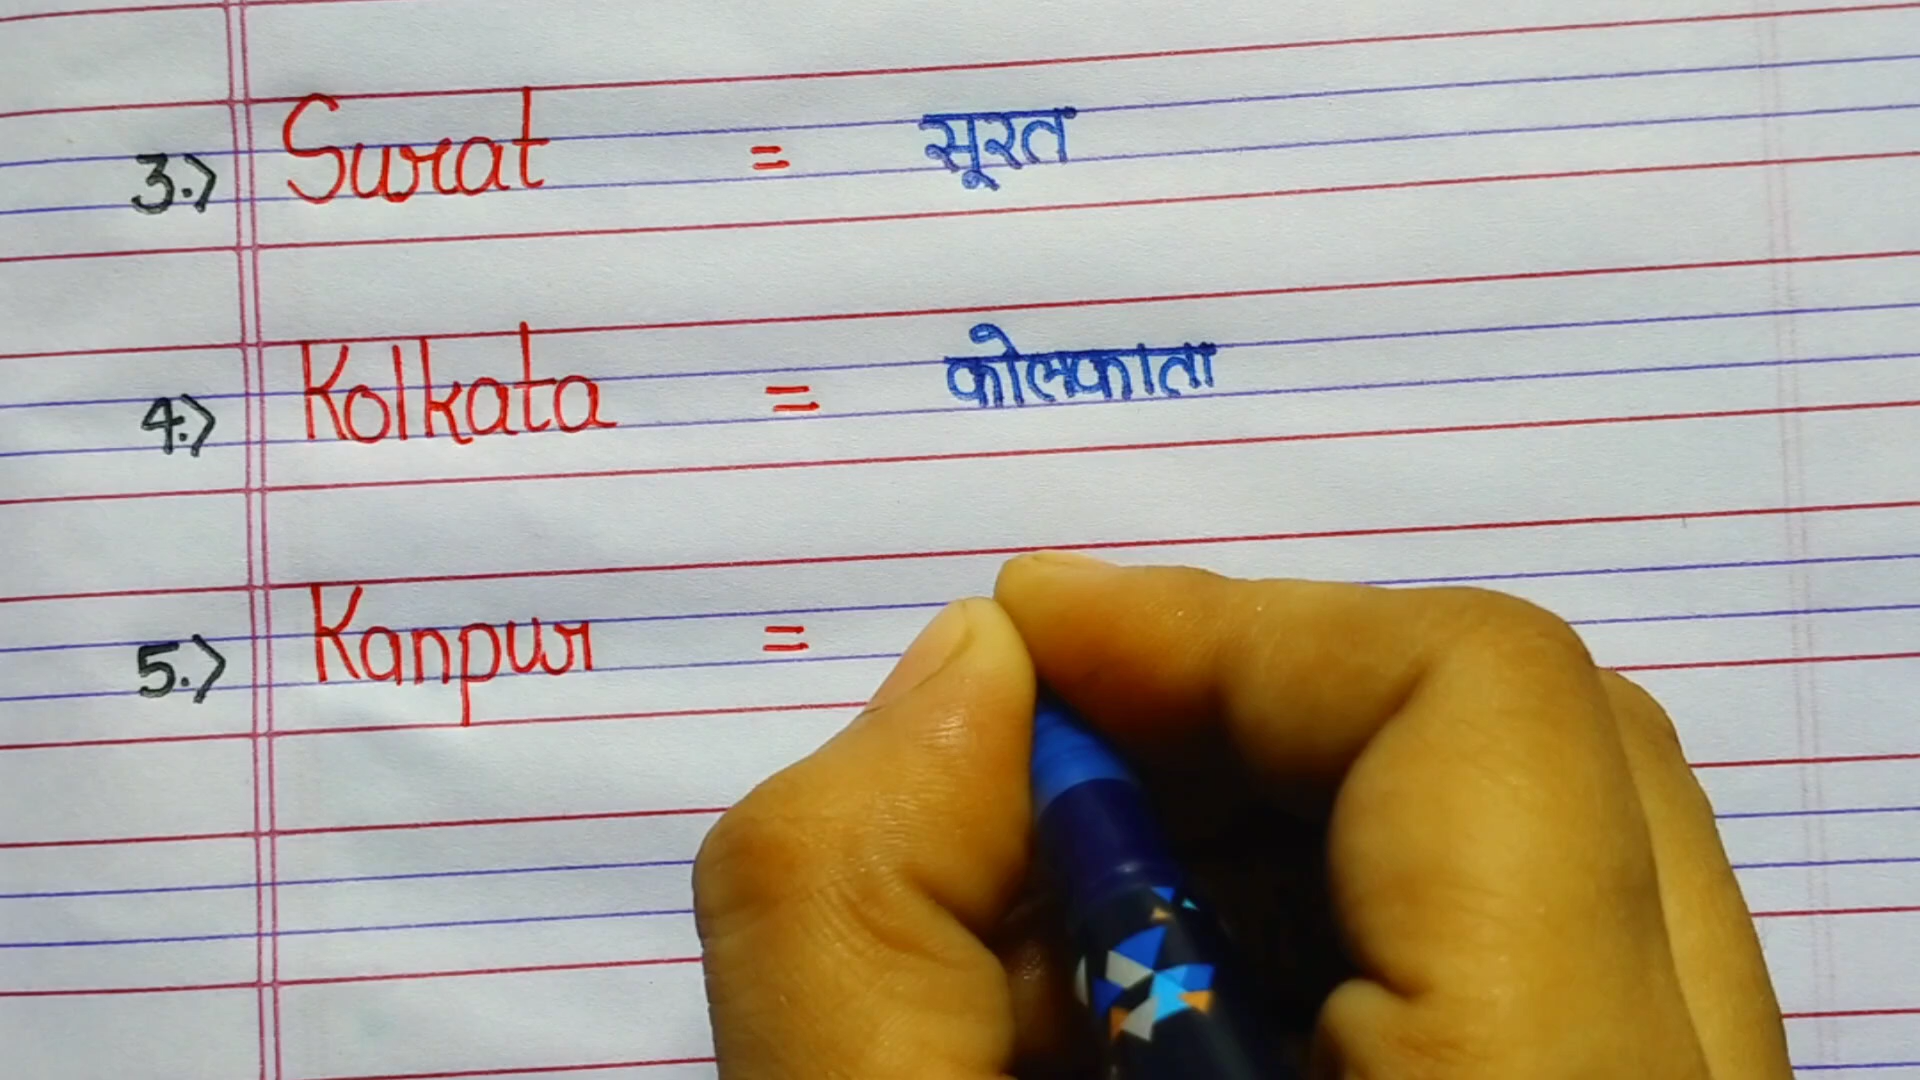 3.) Surat = सूरत
4.) Kolkata = कोलकाता
5.) Kanpur =